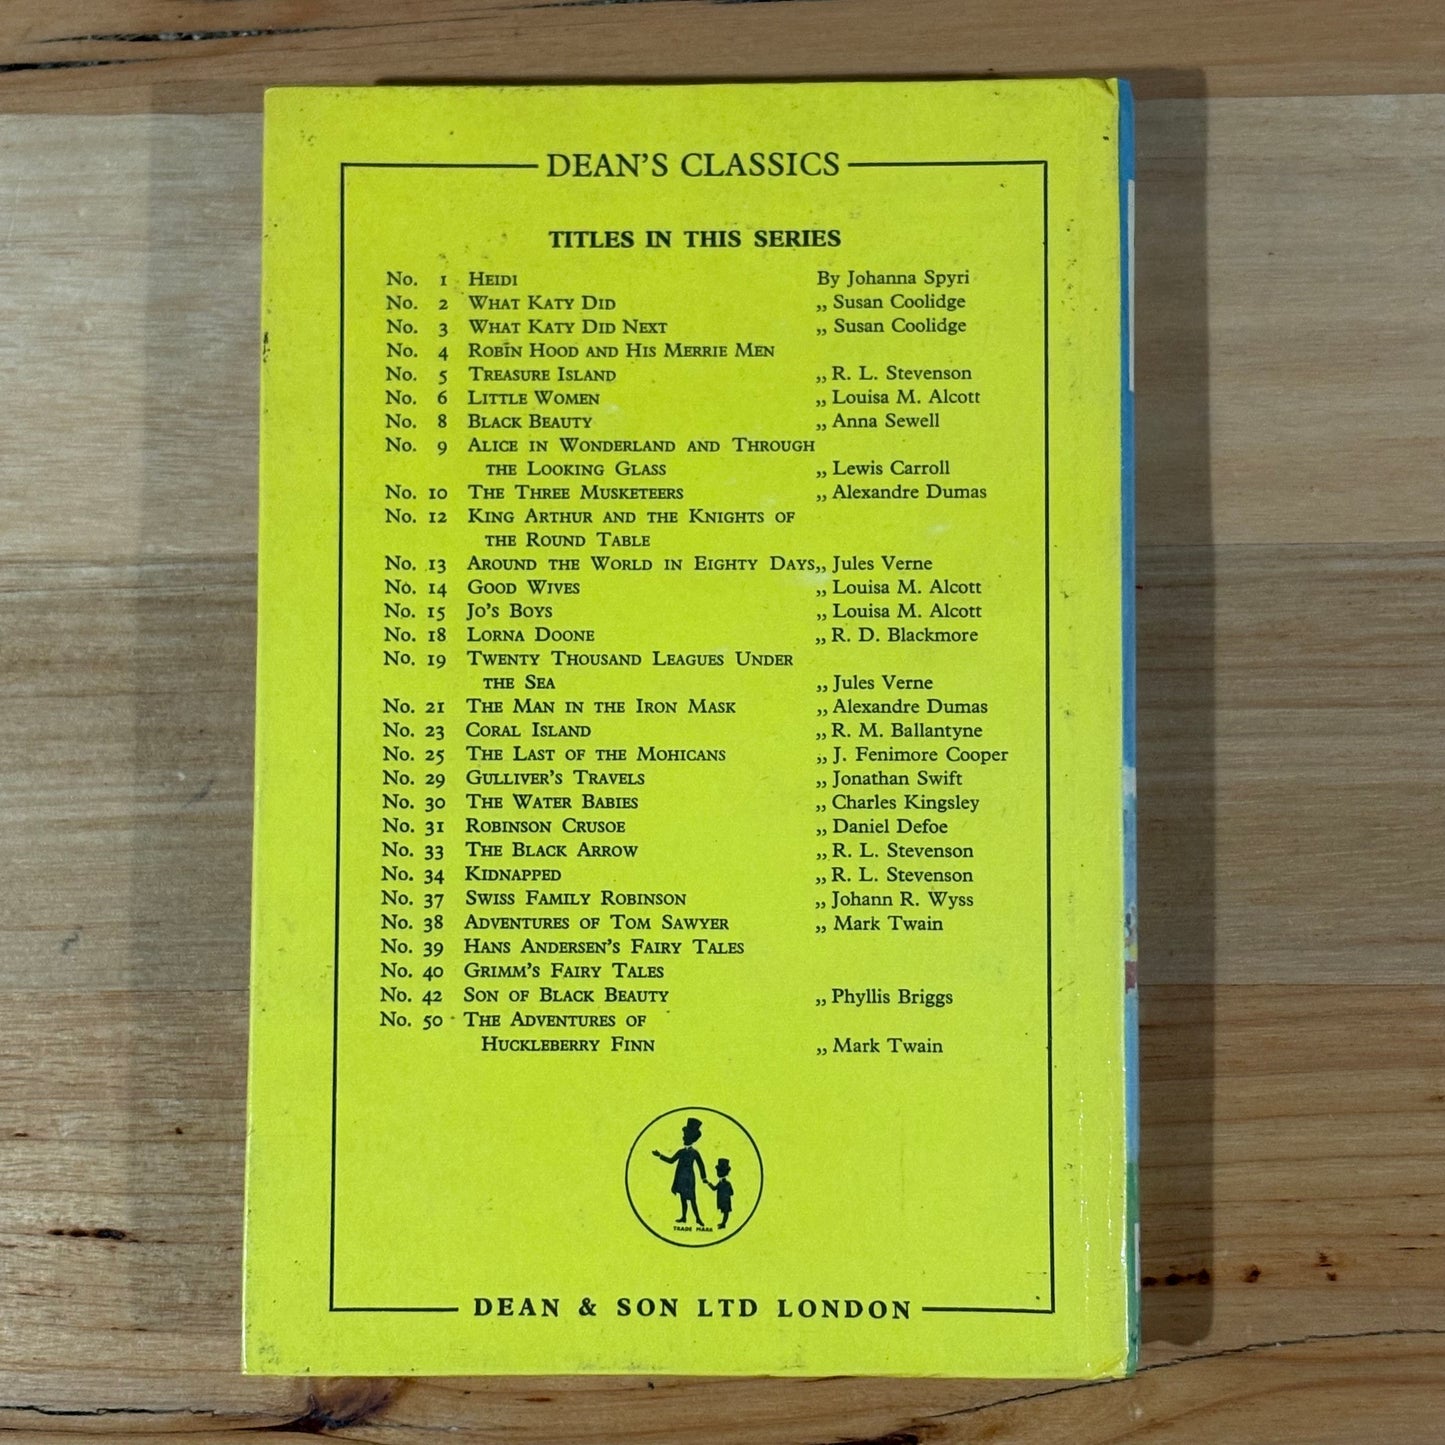 DEAN'S CLASSICS
TITLES IN THIS SERIES
No. 1 HEIDI By Johanna Spyri
No. 2 WHAT KATY DID ,, Susan Coolidge
No. 3 WHAT KATY DID NEXT ,, Susan Coolidge
No. 4 ROBIN HOOD AND HIS MERRIE MEN
No. 5 TREASURE ISLAND ,, R. L. Stevenson
No. 6 LITTLE WOMEN ,, Louisa M. Alcott
No. 8 BLACK BEAUTY ,, Anna Sewell
No. 9 ALICE IN WONDERLAND AND THROUGH
THE LOOKING GLASS ,, Lewis Carroll
No. 10 THE THREE MUSKETEERS ,, Alexandre Dumas
No. 12 KING ARTHUR AND THE KNIGHTS OF
THE ROUND TABLE
No. 13 AROUND THE WORLD IN EIGHTY DAYS ,, Jules Verne
No. 14 GOOD WIVES ,, Louisa M. Alcott
No. 15 JO'S BOYS ,, Louisa M. Alcott
No. 18 LORNA DOONE ,, R. D. Blackmore
No. 19 TWENTY THOUSAND LEAGUES UNDER
THE SEA ,, Jules Verne
No. 21 THE MAN IN THE IRON MASK ,, Alexandre Dumas
No. 23 CORAL ISLAND ,, R. M. Ballantyne
No. 25 THE LAST OF THE MOHICANS ,, J. Fenimore Cooper
No. 29 GULLIVER'S TRAVELS ,, Jonathan Swift
No. 30 THE WATER BABIES ,, Charles Kingsley
No. 31 ROBINSON CRUSOE ,, Daniel Defoe
No. 33 THE BLACK ARROW ,, R. L. Stevenson
No. 34 KIDNAPPED ,, R. L. Stevenson
No. 37 SWISS FAMILY ROBINSON ,, Johann R. Wyss
No. 38 ADVENTURES OF TOM SAWYER ,, Mark Twain
No. 39 HANS ANDERSEN'S FAIRY TALES
No. 40 GRIMM'S FAIRY TALES
No. 42 SON OF BLACK BEAUTY ,, Phyllis Briggs
No. 50 THE ADVENTURES OF
HUCKLEBERRY FINN ,, Mark Twain
TRADE MARK
DEAN & SON LTD LONDON